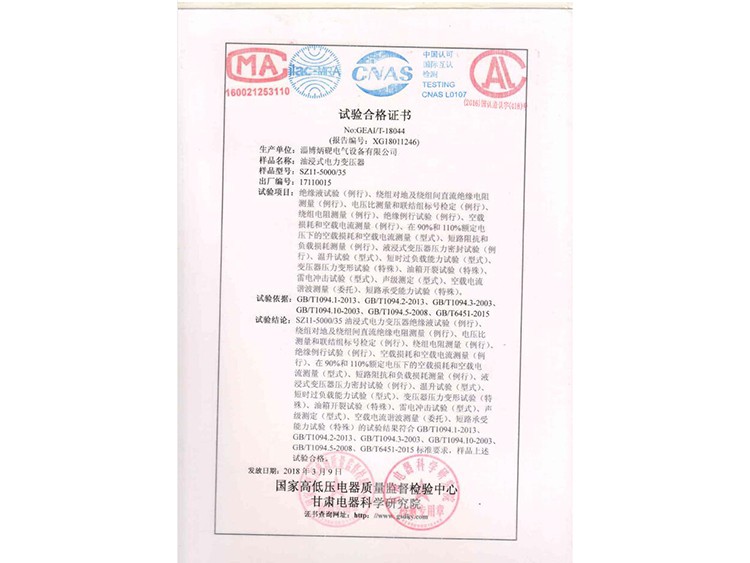 MA
160021253110
ilac-MRA
CNAS
中国认可
国际互认
检测
TESTING
CNAS L0107
CAL
试验合格证书
No:GEAI/T-18044
(报告编号：XG18011246)
生产单位：淄博炳砚电气设备有限公司
样品名称：油浸式电力变压器
样品型号：SZ11-5000/35
出厂编号：17110015
试验项目：绝缘液试验（例行）、绕组对地及绕组间直流绝缘电阻
测量（例行）、电压比测量和联结组标号检定（例行）、
绕组电阻测量（例行）、绝缘例行试验（例行）、空载
损耗和空载电流测量（例行）、在 90%和 110%额定电
压下的空载损耗和空载电流测量（型式）、短路阻抗和
负载损耗测量（例行）、液浸式变压器压力密封试验（例
行）、温升试验（型式）、短时过负载能力试验（型式）、
变压器压力变形试验（特殊）、油箱开裂试验（特殊）、
雷电冲击试验（型式）、声级测定（型式）、空载电流
谐波测量（委托）、短路承受能力试验（特殊）。
试验依据：GB/T1094.1-2013、GB/T1094.2-2013、GB/T1094.3-2003、
GB/T1094.10-2003、GB/T1094.5-2008、GB/T6451-2015
试验结论：SZ11-5000/35 油浸式电力变压器绝缘液试验（例行）、
绕组对地及绕组间直流绝缘电阻测量（例行）、电压比
测量和联结组标号检定（例行）、绕组电阻测量（例行）、
绝缘例行试验（例行）、空载损耗和空载电流测量（例
行）、在 90%和 110%额定电压下的空载损耗和空载电
流测量（型式）、短路阻抗和负载损耗测量（例行）、液
浸式变压器压力密封试验（例行）、温升试验（型式）、
短时过负载能力试验（型式）、变压器压力变形试验（特
殊）、油箱开裂试验（特殊）、雷电冲击试验（型式）、声
级测定（型式）、空载电流谐波测量（委托）、短路承受
能力试验（特殊）的试验结果符合 GB/T1094.1-2013、
GB/T1094.2-2013、GB/T1094.3-2003、GB/T1094.10-2003、
GB/T1094.5-2008、GB/T6451-2015 标准要求，样品上述
试验合格。
发放日期：2018 年 3 月 9 日
国家高低压电器质量监督检验中心
甘肃电器科学研究院
证书查询网址：http：//www.gsdky.com